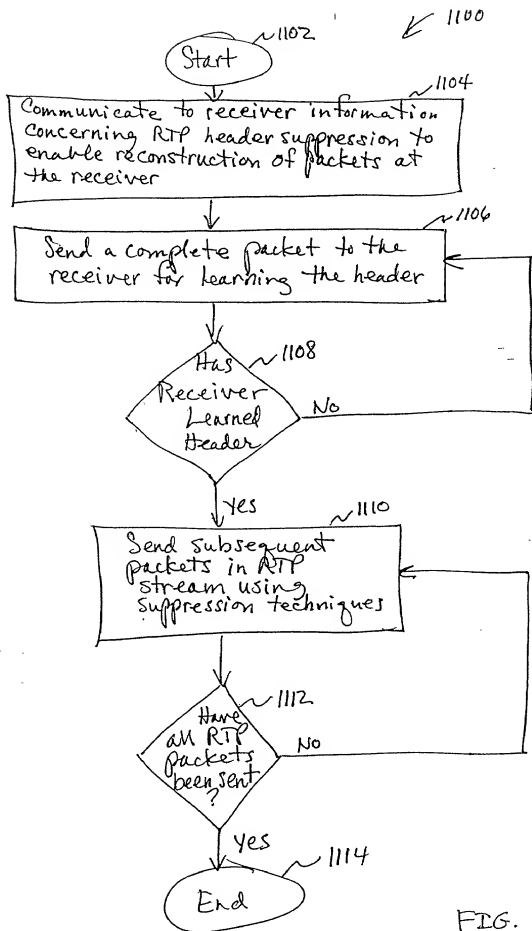 1100
1102
Start
1104
Communicate to receiver information
concerning RTP header suppression to
enable reconstruction of packets at
the receiver
1106
Send a complete packet to the
receiver for learning the header
1108
Has
Receiver
Learned
Header
No
Yes
1110
Send subsequent
packets in RTP
stream using
suppression techniques
1112
Have
all RTP
packets
been sent
?
No
Yes
1114
End
FIG.